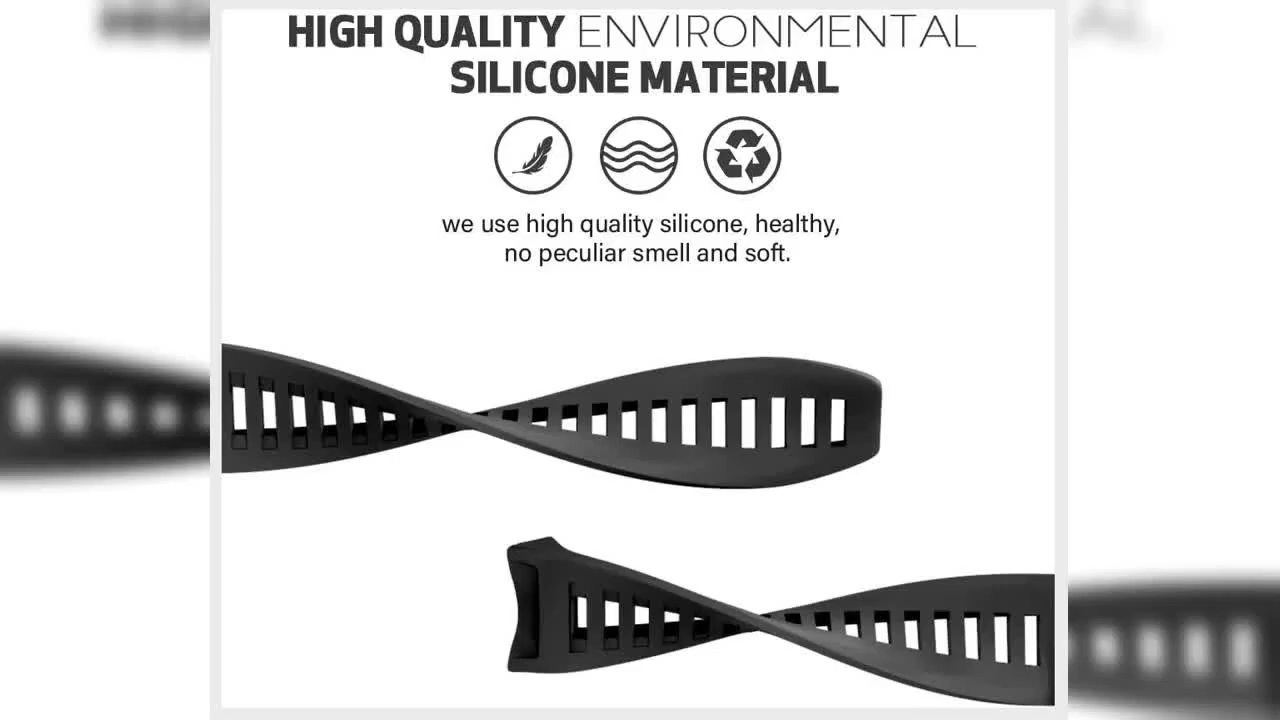 HIGH QUALITY ENVIRONMENTAL
SILICONE MATERIAL
we use high quality silicone, healthy,
no peculiar smell and soft.